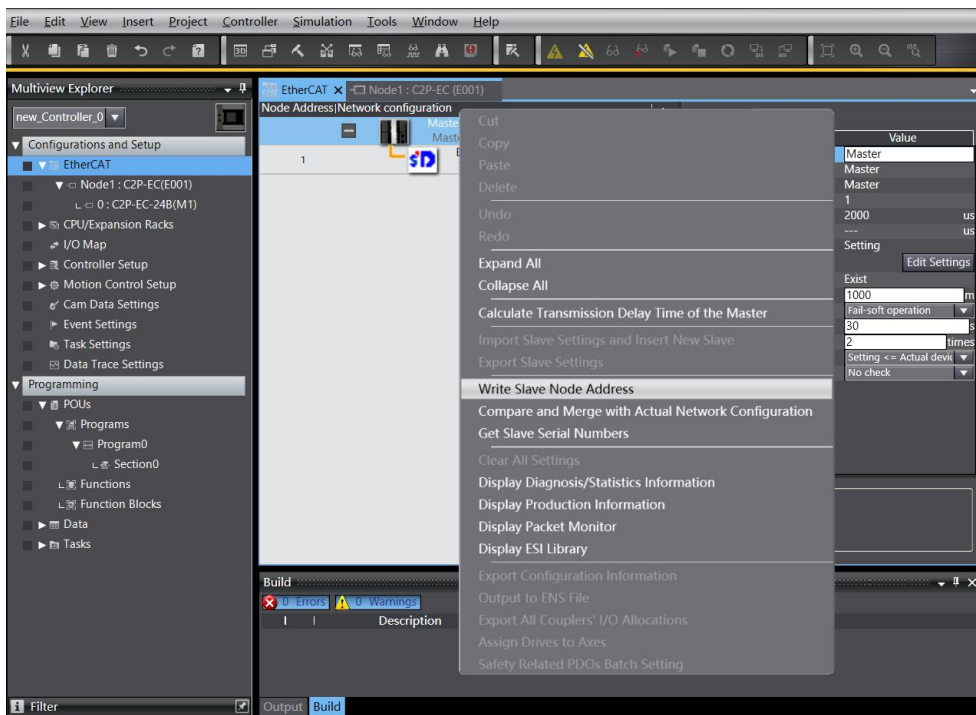 File Edit View Insert Project Controller Simulation Tools Window Help
Multiview Explorer
new_Controller_0
Configurations and Setup
EtherCAT
Node1 : C2P-EC(E001)
0 : C2P-EC-24B(M1)
CPU/Expansion Racks
I/O Map
Controller Setup
Motion Control Setup
Cam Data Settings
Event Settings
Task Settings
Data Trace Settings
Programming
POUs
Programs
Program0
Section0
Functions
Function Blocks
Data
Tasks
Filter
EtherCAT Node1 : C2P-EC (E001)
Node Address|Network configuration
Master
1
Cut
Copy
Paste
Delete
Undo
Redo
Expand All
Collapse All
Calculate Transmission Delay Time of the Master
Import Slave Settings and Insert New Slave
Export Slave Settings
Write Slave Node Address
Compare and Merge with Actual Network Configuration
Get Slave Serial Numbers
Clear All Settings
Display Diagnosis/Statistics Information
Display Production Information
Display Packet Monitor
Display ESI Library
Export Configuration Information
Output to ENS File
Export All Couplers' I/O Allocations
Assign Drives to Axes
Safety Related PDOs Batch Setting
Value
Master
Master
Master
1
2000 us
--- us
Setting
Edit Settings
Exist
1000 m
Fail-soft operation
30 s
2 times
Setting <= Actual devic
No check
Build
0 Errors 0 Warnings
Description
Output Build